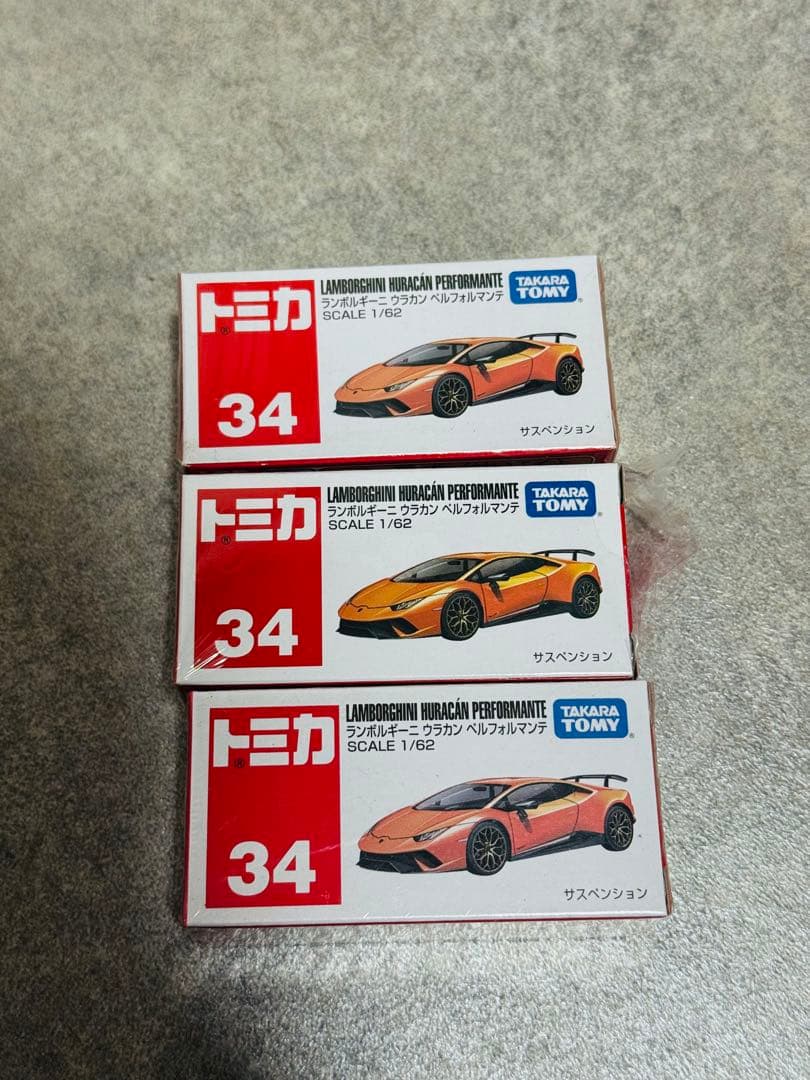 トミカ®
34
LAMBORGHINI HURACÁN PERFORMANTE
ランボルギーニ ウラカン ペルフォルマンテ
SCALE 1/62
TAKARA
TOMY®
サスペンション
トミカ®
34
LAMBORGHINI HURACÁN PERFORMANTE
ランボルギーニ ウラカン ペルフォルマンテ
SCALE 1/62
TAKARA
TOMY®
サスペンション
トミカ®
34
LAMBORGHINI HURACÁN PERFORMANTE
ランボルギーニ ウラカン ペルフォルマンテ
SCALE 1/62
TAKARA
TOMY®
サスペンション